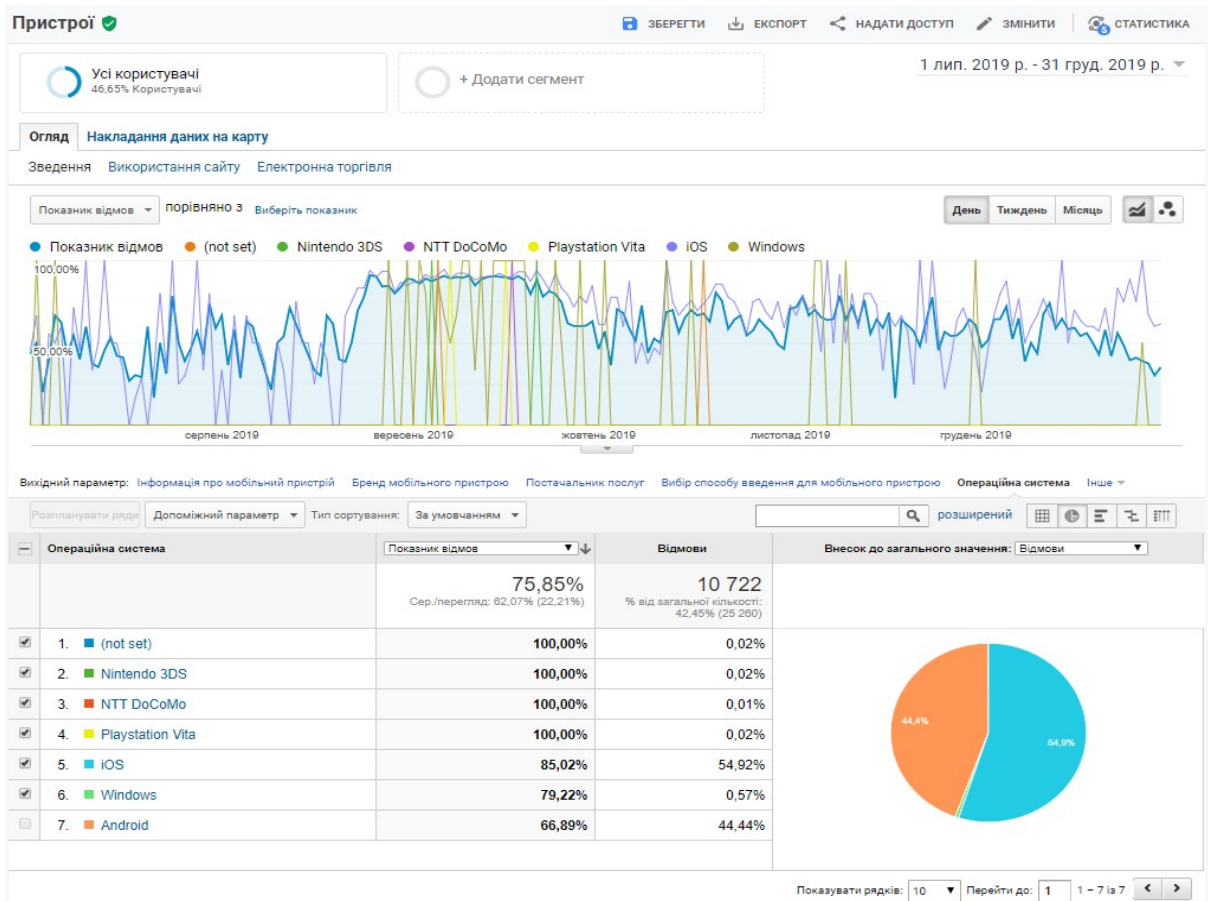 Пристрої
ЗБЕРЕГТИ ЕКСПОРТ НАДАТИ ДОСТУП ЗМІНИТИ 5 СТАТИСТИКА
Усі користувачі
46,65% Користувачі
+ Додати сегмент
1 лип. 2019 р. - 31 груд. 2019 р.
Огляд Накладання даних на карту
Зведення Використання сайту Електронна торгівля
Показник відмов порівняно з Виберіть показник
День Тиждень Місяць
Показник відмов (not set) Nintendo 3DS NTT DoCoMo Playstation Vita iOS Windows
100,00%
50,00%
серпень 2019 вересень 2019 жовтень 2019 листопад 2019 грудень 2019
Вихідний параметр: Інформація про мобільний пристрій Бренд мобільного пристрою Постачальник послуг Вибір способу введення для мобільного пристрою Операційна система Інше
Розпланувати ряди Допоміжний параметр Тип сортування: За умовчанням розширений
Операційна система Показник відмов Відмови Внесок до загального значення: Відмови
75,85% 10 722
Сер./перегляд: 62,07% (22,21%) % від загальної кількості:
42,45% (25 260)
1. (not set) 100,00% 0,02%
2. Nintendo 3DS 100,00% 0,02%
3. NTT DoCoMo 100,00% 0,01%
4. Playstation Vita 100,00% 0,02%
5. iOS 85,02% 54,92%
6. Windows 79,22% 0,57%
7. Android 66,89% 44,44%
44,4%
54,9%
Показувати рядків: 10 Перейти до: 1 1 – 7 із 7